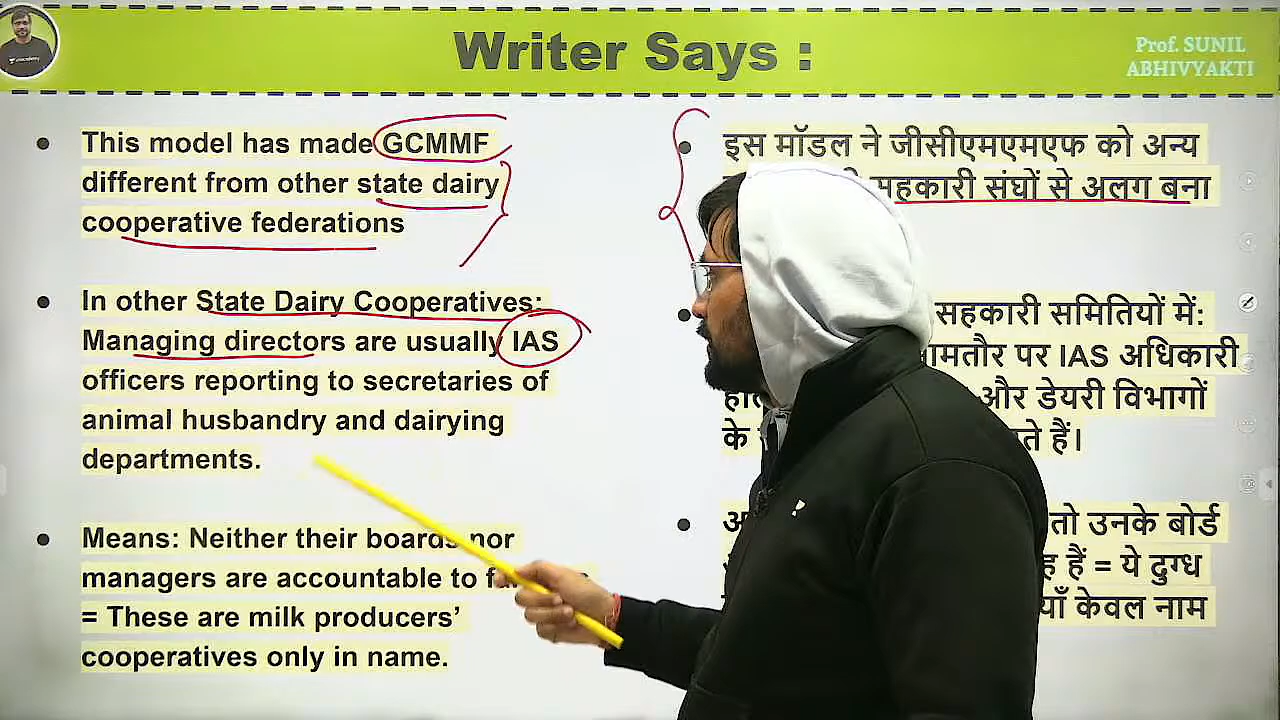 Writer Says :
Prof. SUNIL
ABHIVYAKTI
This model has made GCMMF
different from other state dairy
cooperative federations
In other State Dairy Cooperatives:
Managing directors are usually IAS
officers reporting to secretaries of
animal husbandry and dairying
departments.
Means: Neither their boards nor
managers are accountable to
= These are milk producers’
cooperatives only in name.
इस मॉडल ने जीसीएमएमएफ को अन्य
सहकारी संघों से अलग बना
सहकारी समितियों में:
पर IAS अधिकारी
और डेयरी विभागों
के
हैं।
तो उनके बोर्ड
हैं = ये दुग्ध
केवल नाम